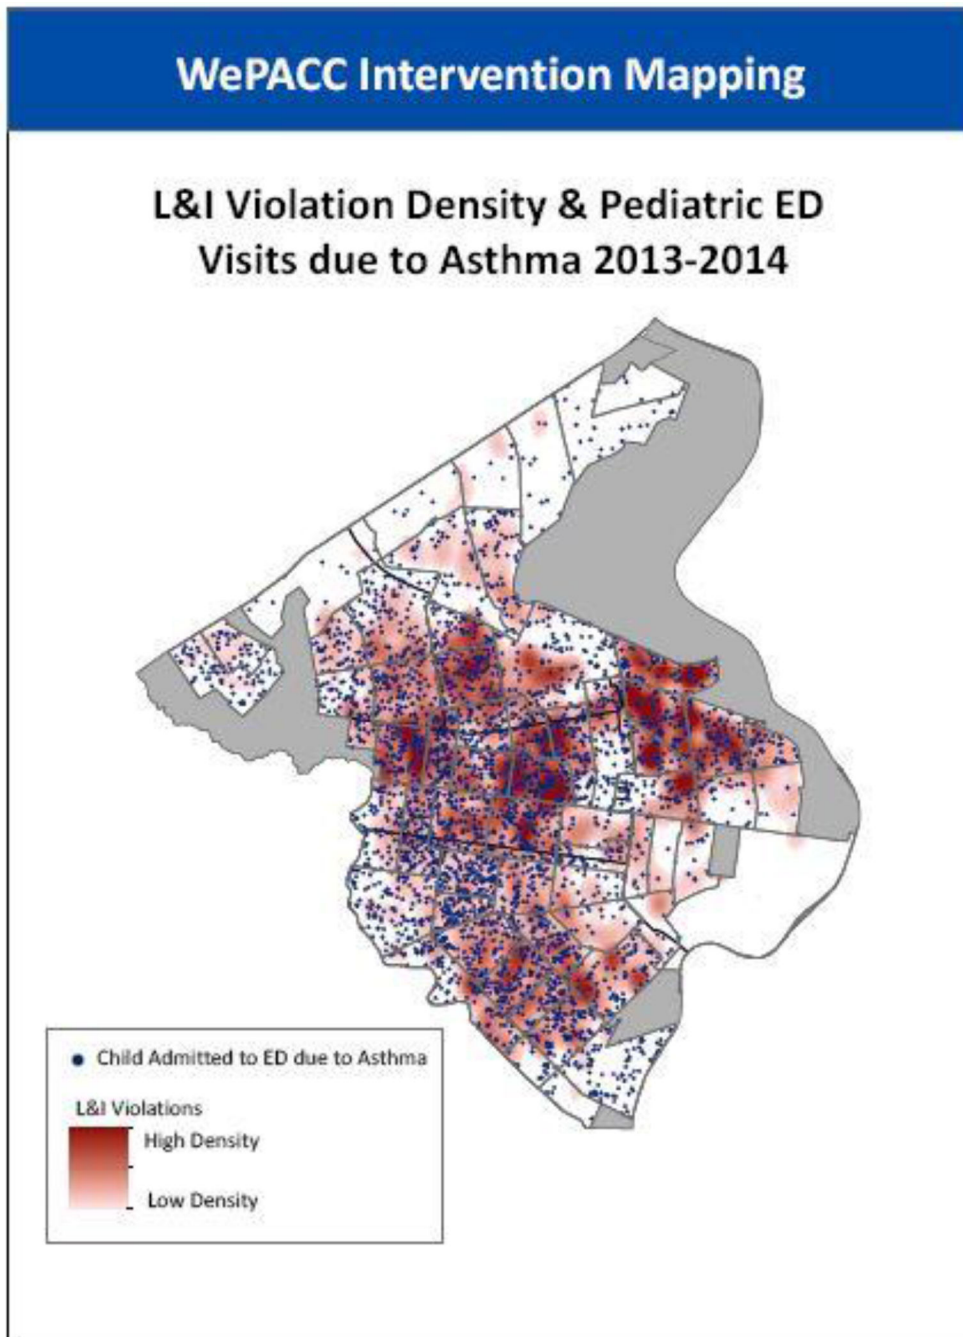 WePACC Intervention Mapping
L&I Violation Density & Pediatric ED
Visits due to Asthma 2013-2014
Child Admitted to ED due to Asthma
L&I Violations
High Density
Low Density